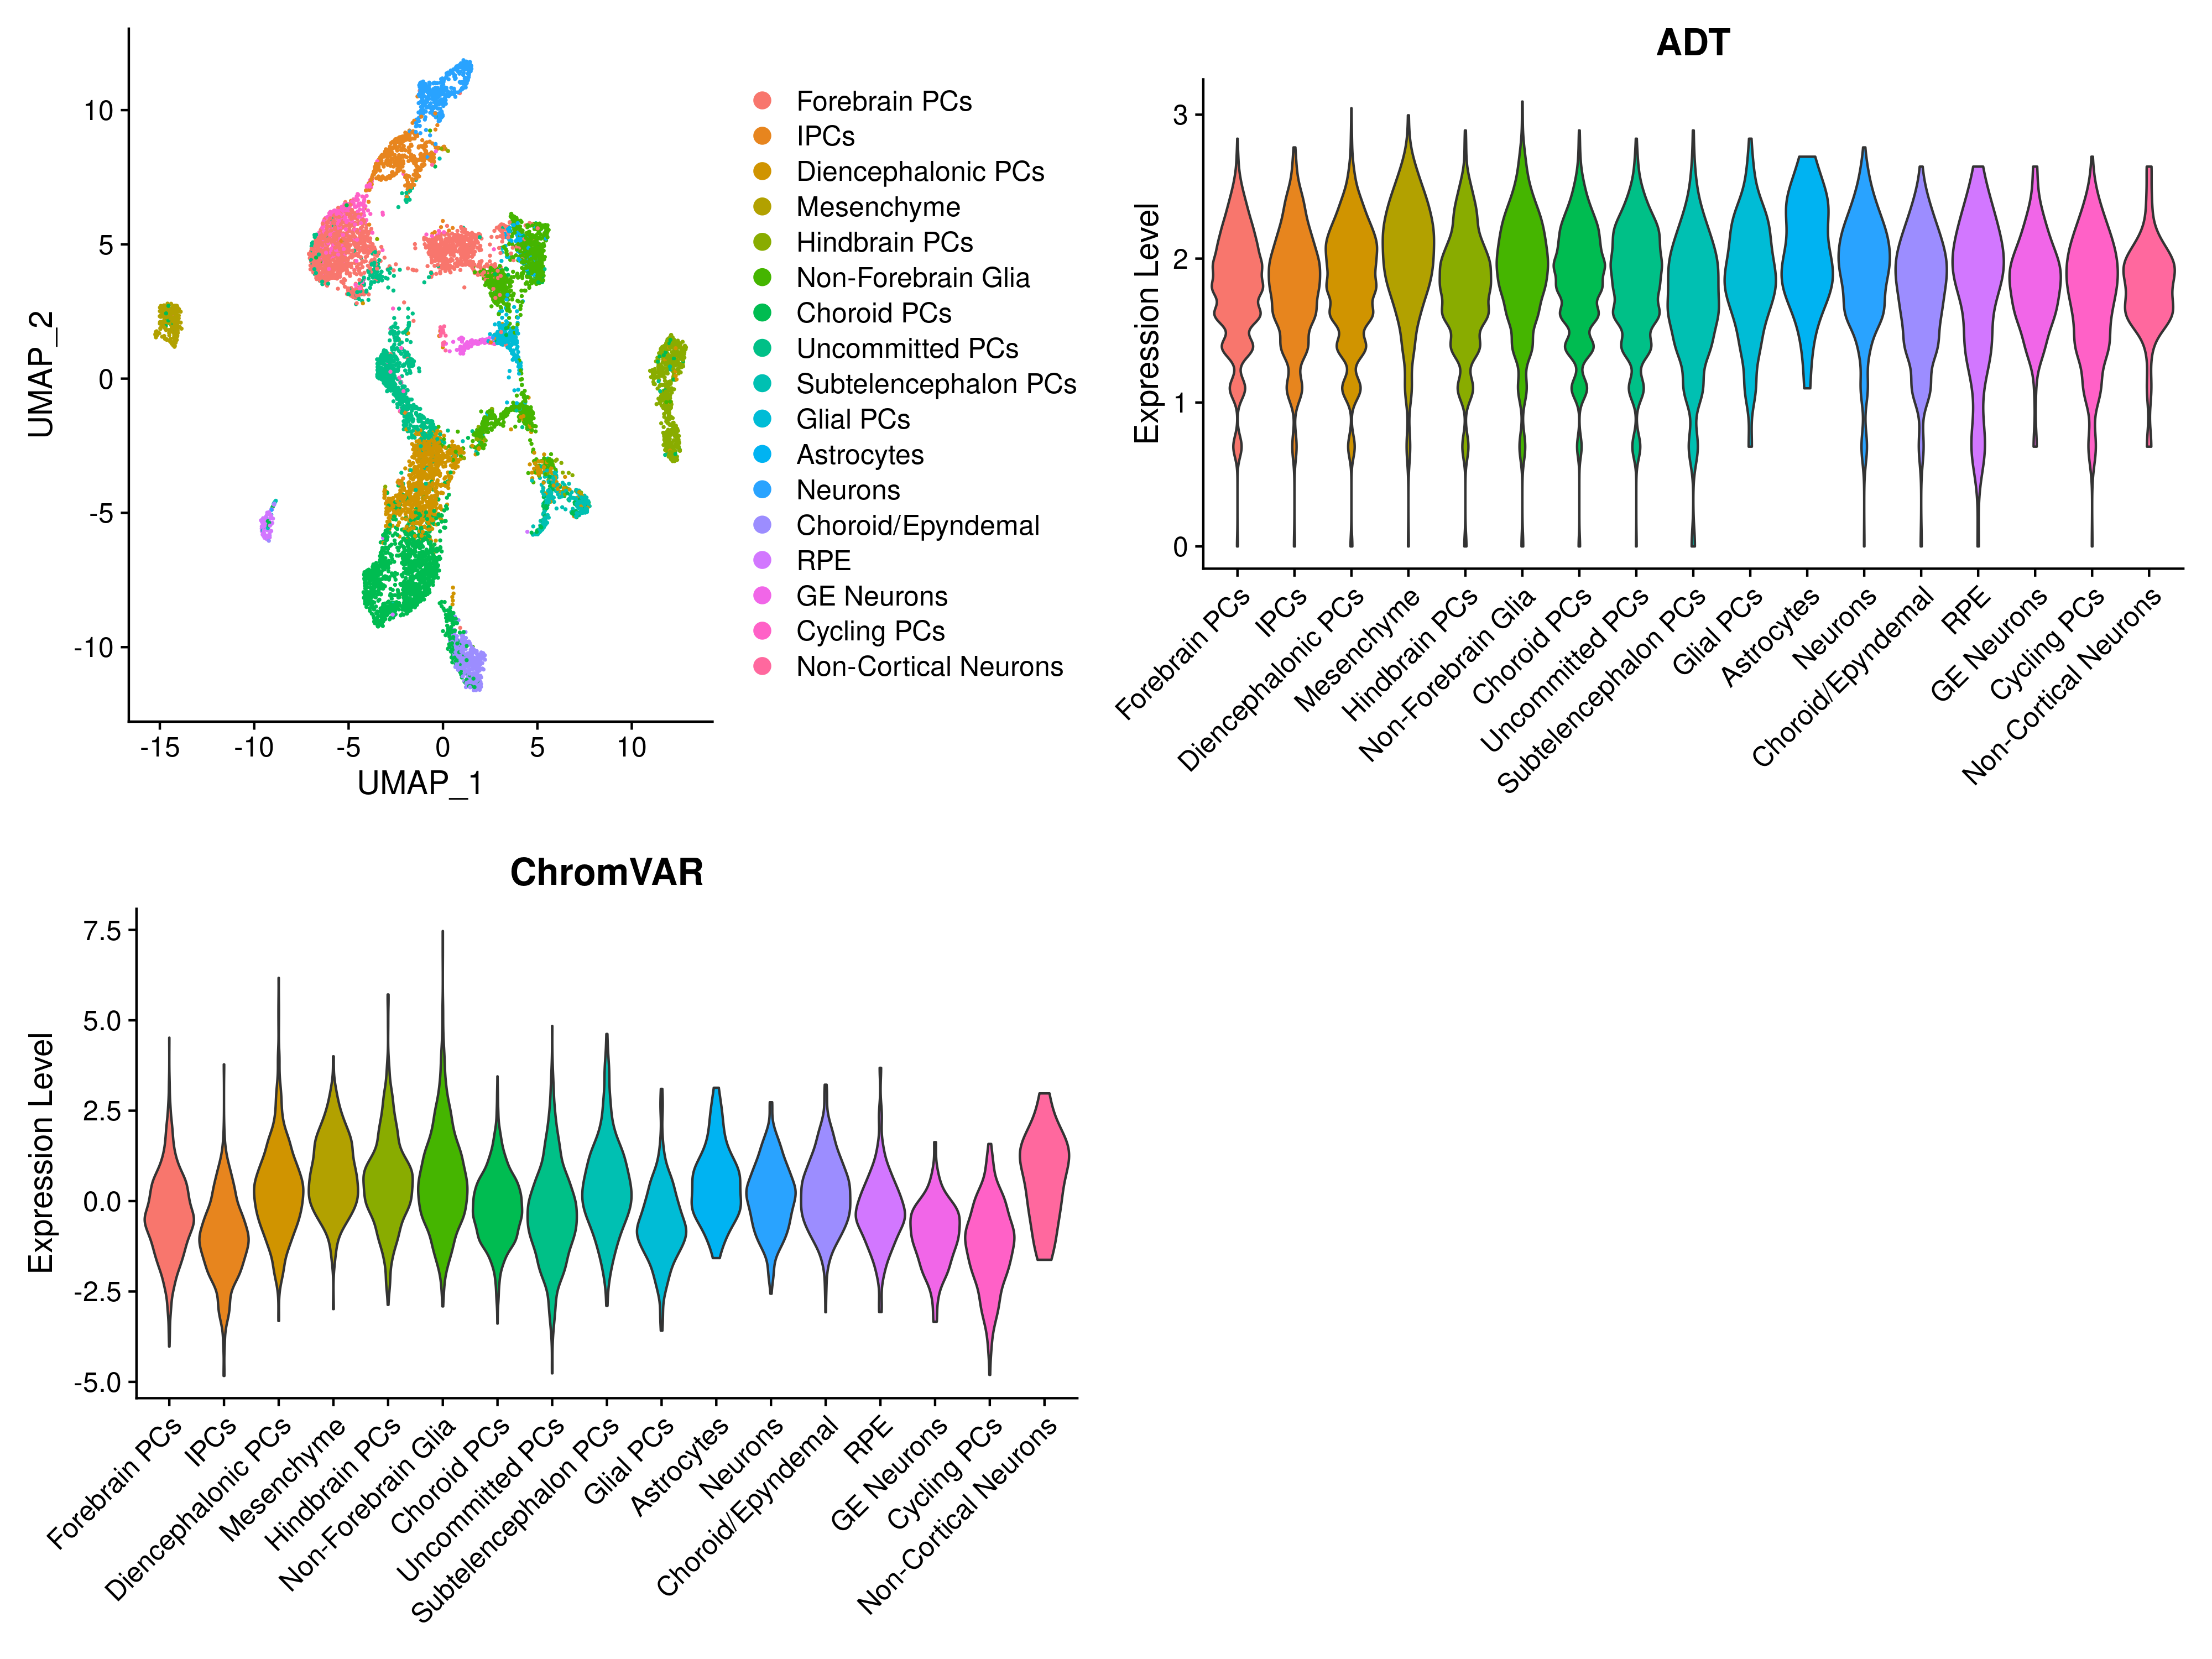 UMAP_2
10
5
0
-5
-10
-15
-10
-5
0
5
10
UMAP_1
Forebrain PCs
IPCs
Diencephalonic PCs
Mesenchyme
Hindbrain PCs
Non-Forebrain Glia
Choroid PCs
Uncommitted PCs
Subtelencephalon PCs
Glial PCs
Astrocytes
Neurons
Choroid/Epyndemal
RPE
GE Neurons
Cycling PCs
Non-Cortical Neurons
ADT
Expression Level
3
2
1
0
Forebrain PCs
IPCs
Diencephalonic PCs
Mesenchyme
Hindbrain PCs
Non-Forebrain Glia
Choroid PCs
Uncommitted PCs
Subtelencephalon PCs
Glial PCs
Astrocytes
Neurons
Choroid/Epyndemal
RPE
GE Neurons
Cycling PCs
Non-Cortical Neurons
ChromVAR
Expression Level
7.5
5.0
2.5
0.0
-2.5
-5.0
Forebrain PCs
IPCs
Diencephalonic PCs
Mesenchyme
Hindbrain PCs
Non-Forebrain Glia
Choroid PCs
Uncommitted PCs
Subtelencephalon PCs
Glial PCs
Astrocytes
Neurons
Choroid/Epyndemal
RPE
GE Neurons
Cycling PCs
Non-Cortical Neurons